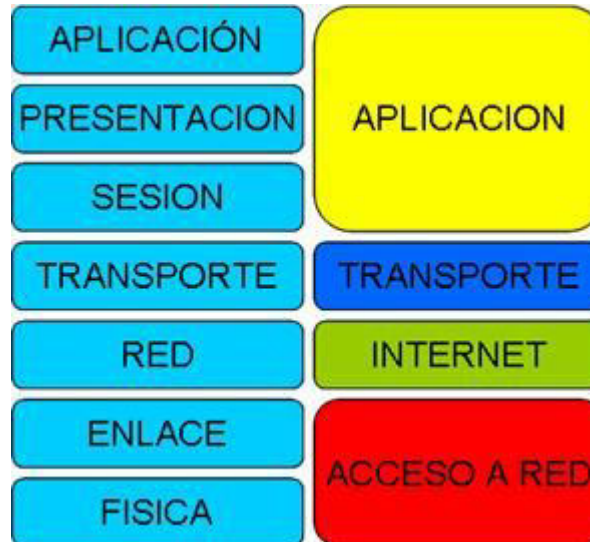 APLICACIÓN
PRESENTACION
SESION
TRANSPORTE
RED
ENLACE
FISICA
APLICACION
TRANSPORTE
INTERNET
ACCESO A RED